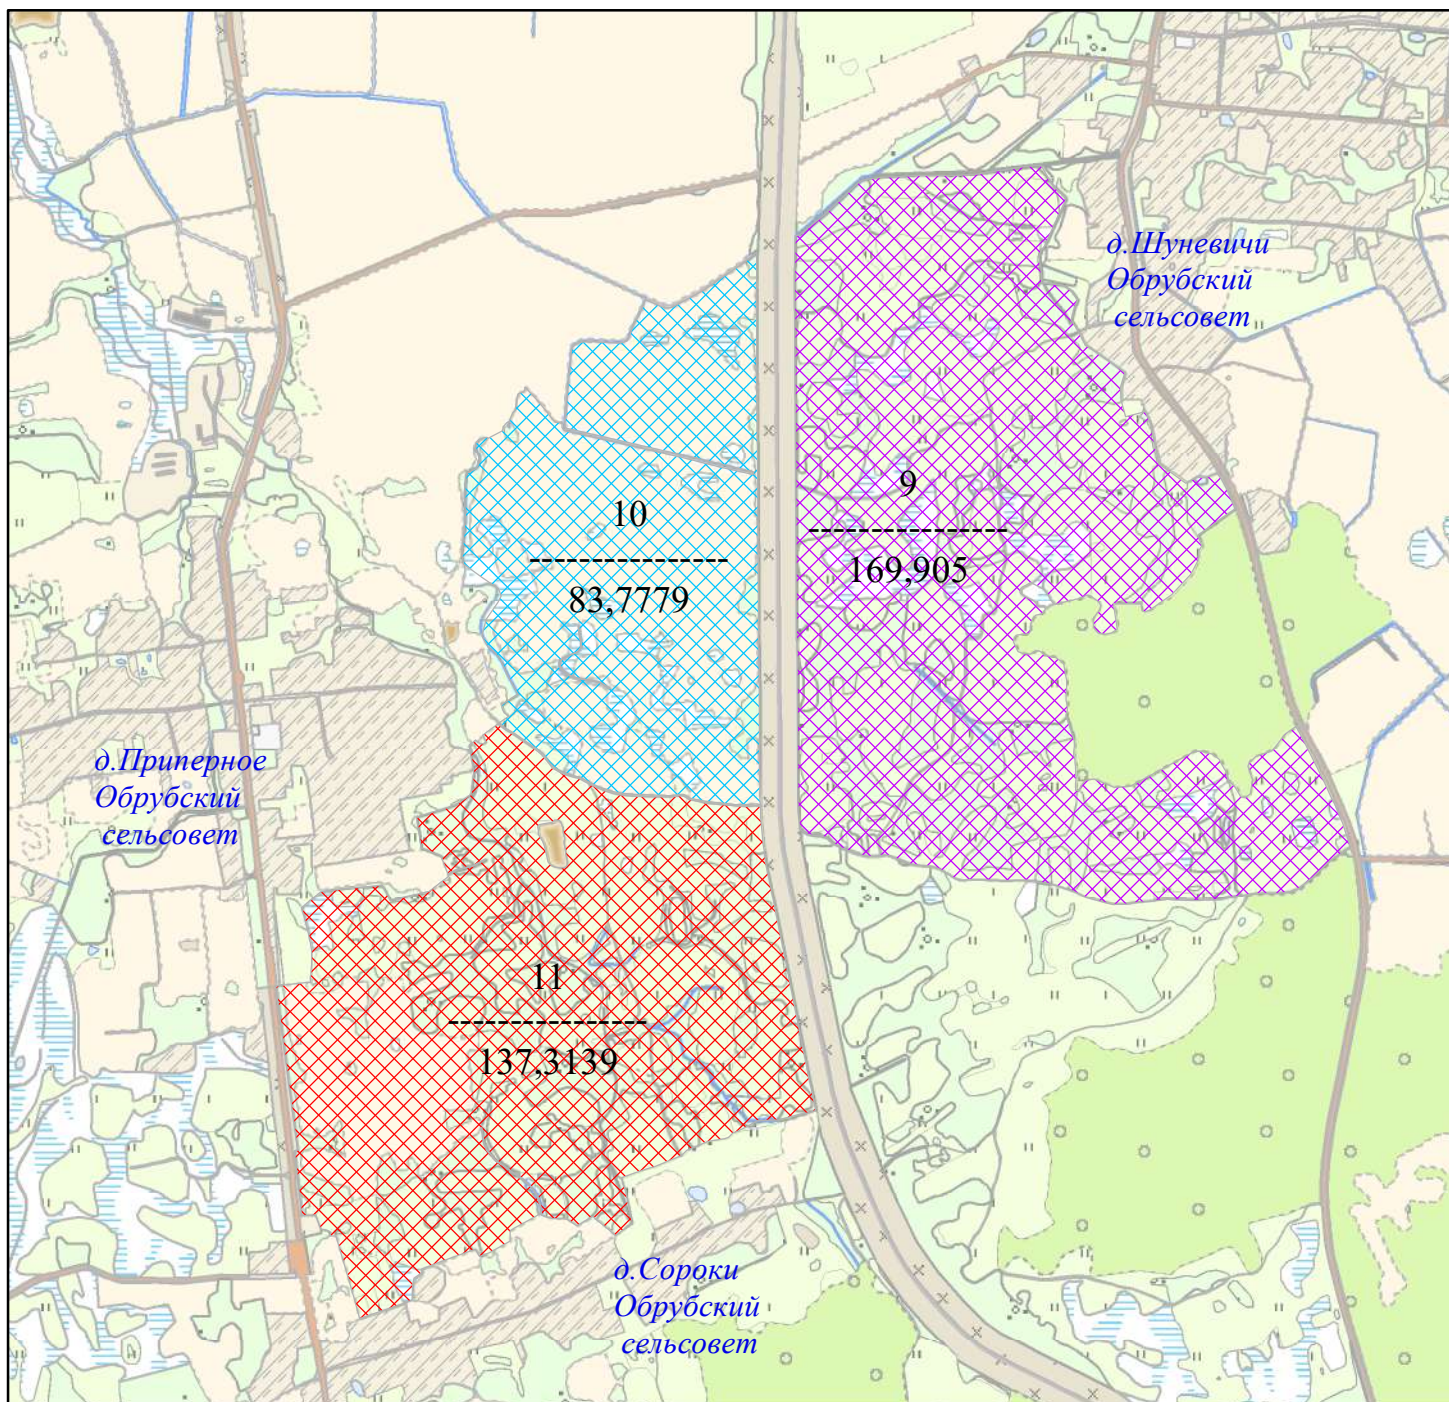 д.Шуневичи
Обрубский
сельсовет
9
169,905
10
83,7779
д.Приперное
Обрубский
сельсовет
11
137,3139
д.Сороки
Обрубский
сельсовет